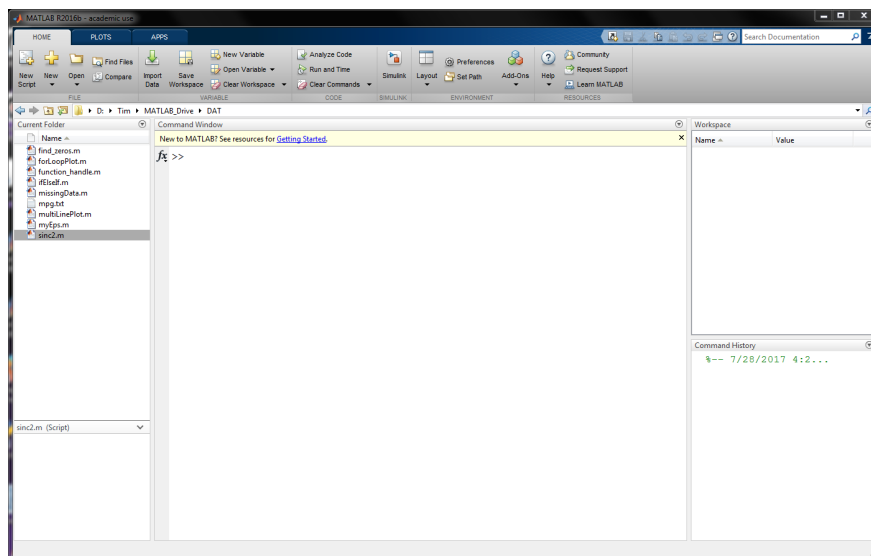 MATLAB R2016b - academic use
HOME PLOTS APPS Search Documentation
New Variable Analyze Code Community
Find Files Open Variable Run and Time Preferences Request Support
New Script New Open Compare Import Data Save Workspace Clear Workspace Clear Commands Simulink Layout Set Path Add-Ons Help Learn MATLAB
FILE VARIABLE CODE SIMULINK ENVIRONMENT RESOURCES
D: Tim MATLAB_Drive DAT
Current Folder
Name
find_zeros.m
forLoopPlot.m
function_handle.m
ifElseIf.m
missingData.m
mpg.txt
multiLinePlot.m
myEps.m
sinc2.m
sinc2.m (Script)
Command Window
New to MATLAB? See resources for Getting Started.
fx >>
Workspace
Name Value
Command History
%-- 7/28/2017 4:2...